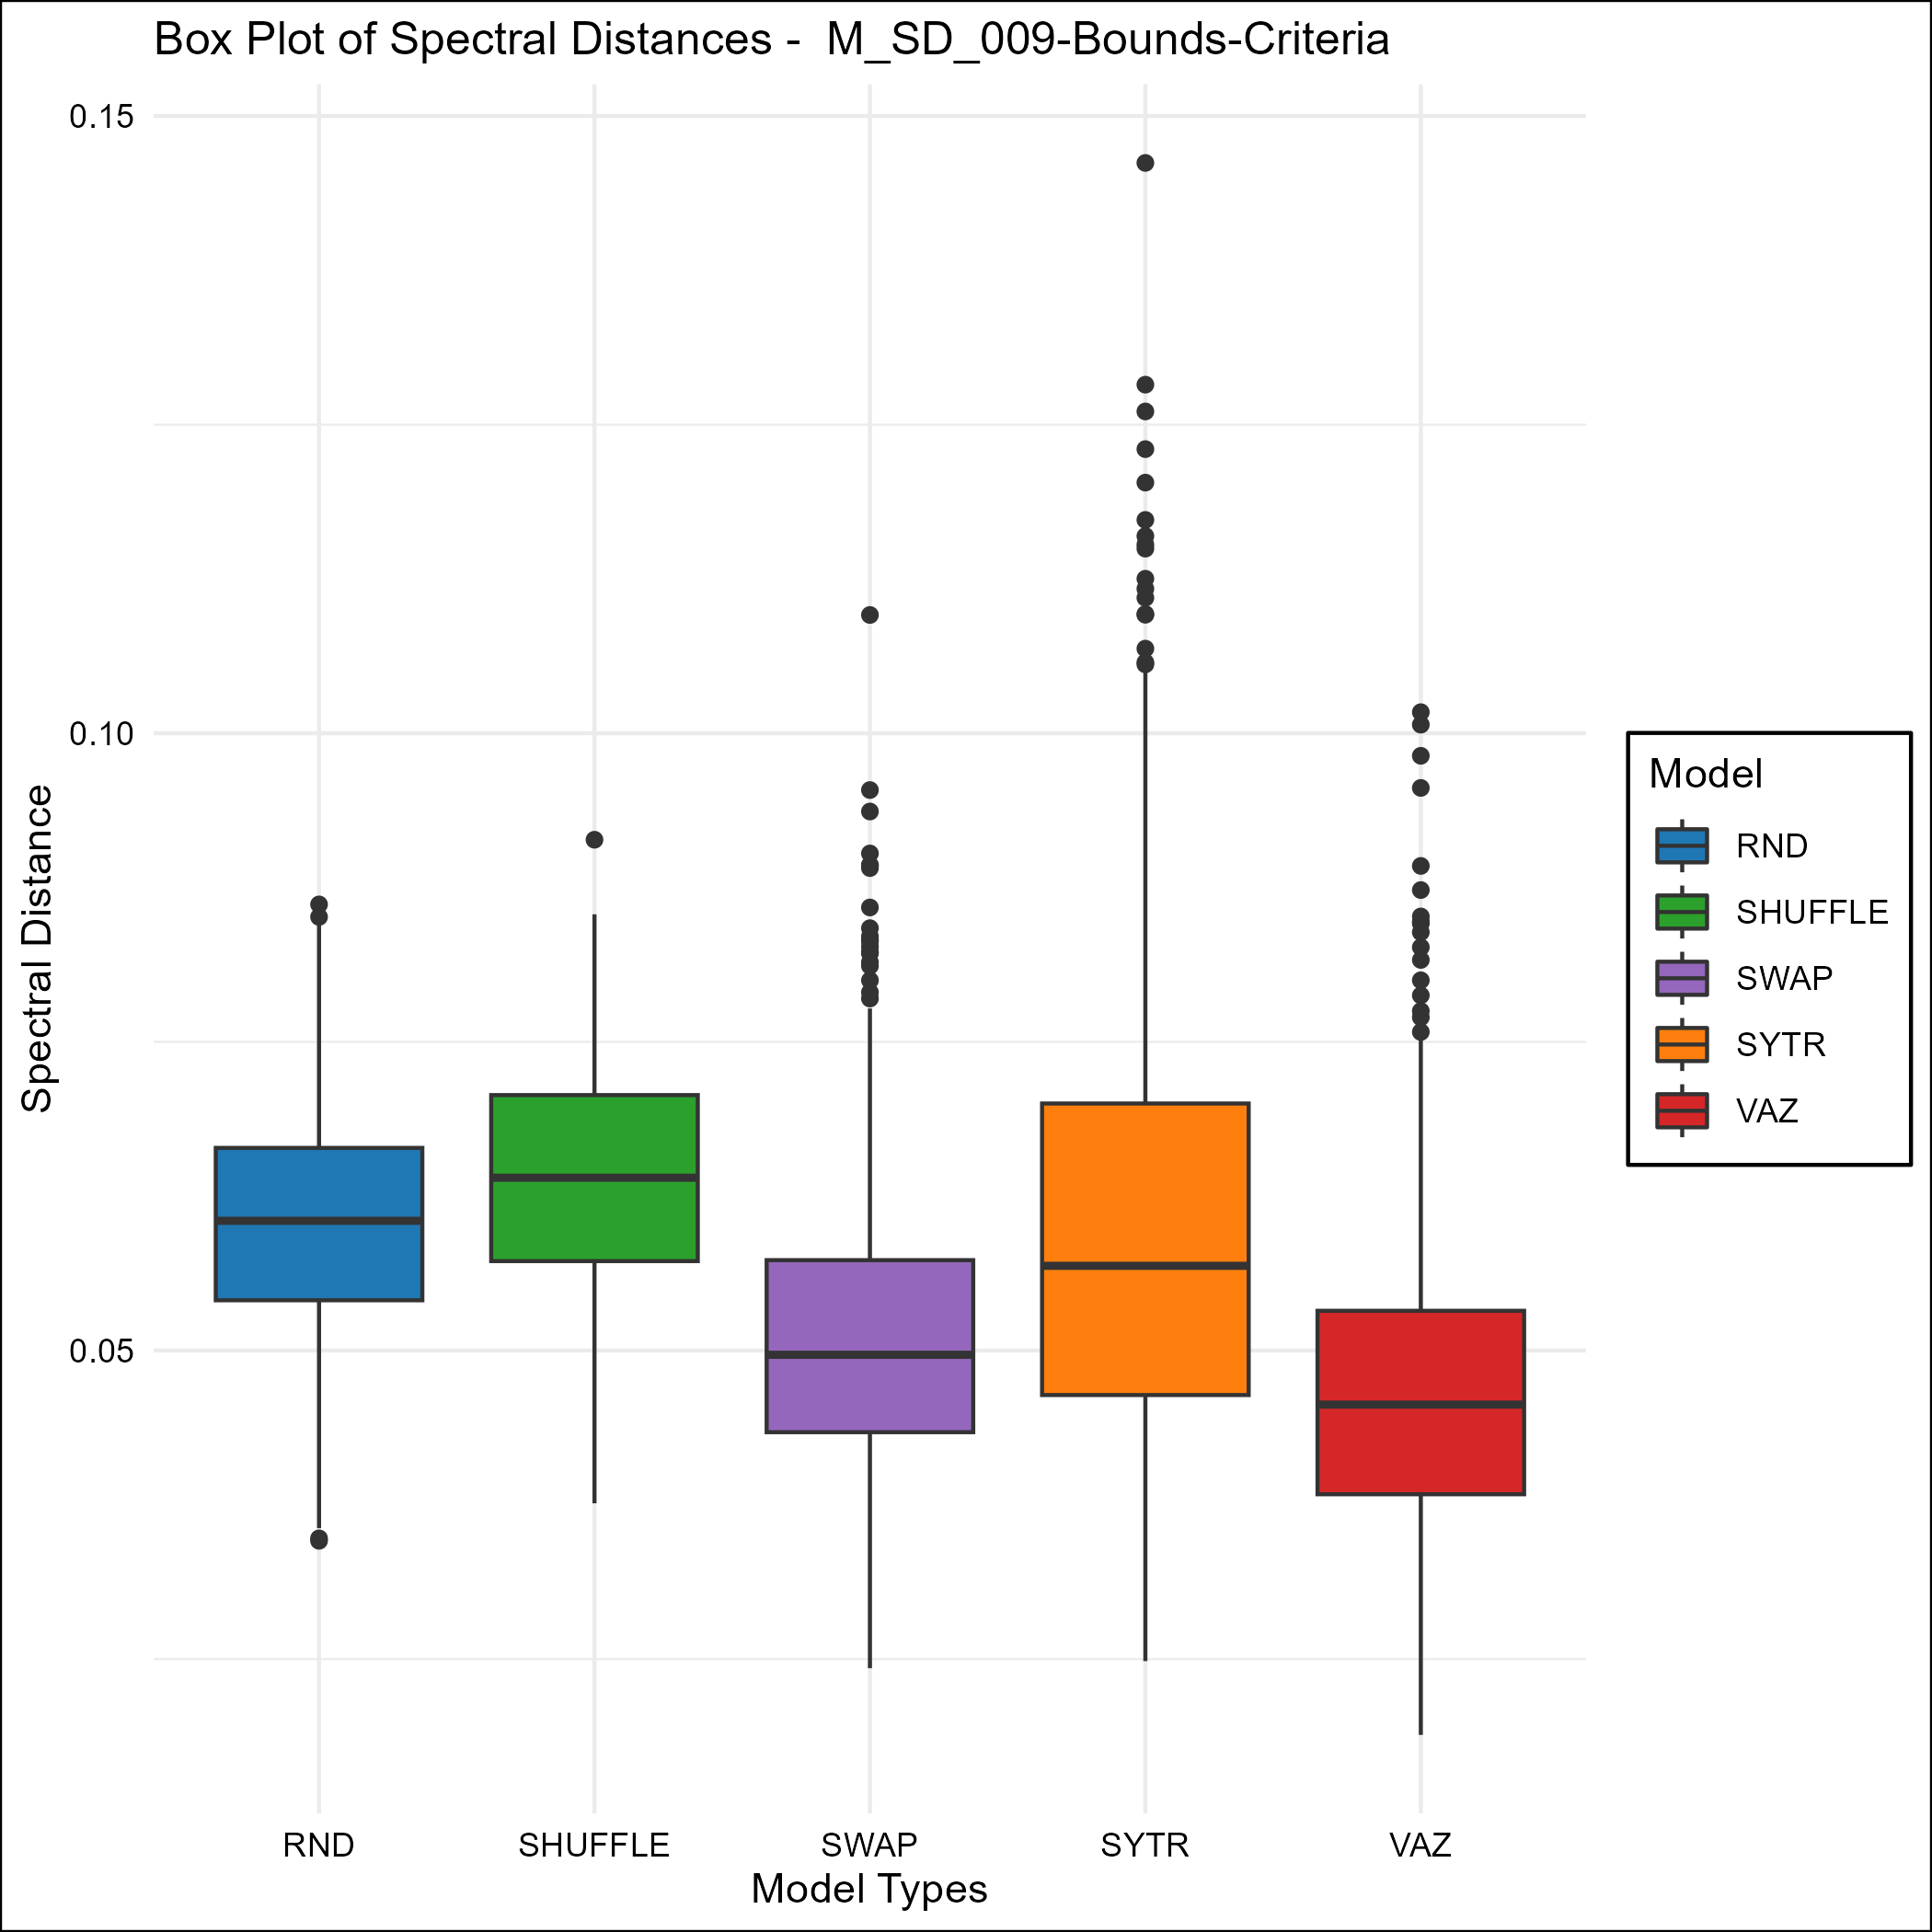 Box Plot of Spectral Distances -  M_SD_009-Bounds-Criteria
0.15
0.10
0.05
Spectral Distance
RND
SHUFFLE
SWAP
SYTR
VAZ
Model Types
Model
RND
SHUFFLE
SWAP
SYTR
VAZ